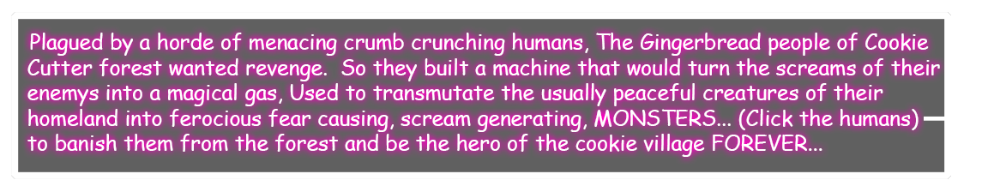 Plagued by a horde of menacing crumb crunching humans, The Gingerbread people of Cookie
Cutter forest wanted revenge.  So they built a machine that would turn the screams of their
enemys into a magical gas, Used to transmutate the usually peaceful creatures of their
homeland into ferocious fear causing, scream generating, MONSTERS... (Click the humans)
to banish them from the forest and be the hero of the cookie village FOREVER...